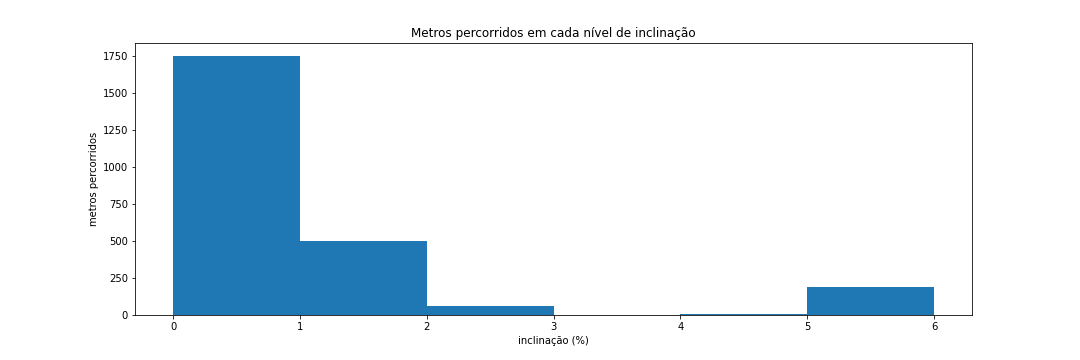 Metros percorridos em cada nível de inclinação
metros percorridos
1750
1500
1250
1000
750
500
250
0
0 1 2 3 4 5 6
inclinação (%)